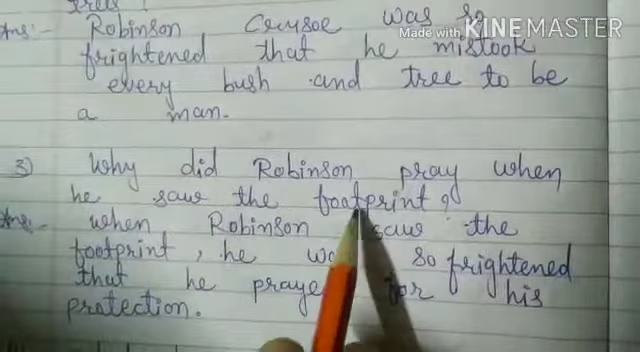 Ans:- Robinson Crusoe was so
Made with KINEMASTER
frightened that he mistook
every bush and tree to be
a man.
3) Why did Robinson pray when
he saw the footprint?
Ans. when Robinson saw the
footprint, he so frightened
that he for his
protection.